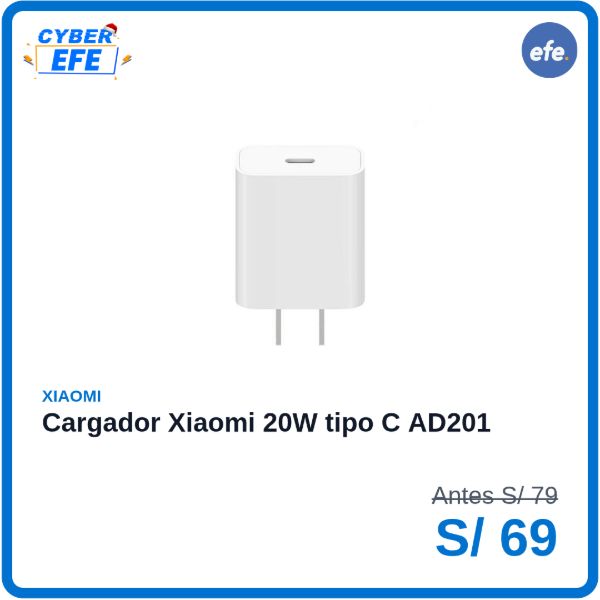 CYBER
EFE
efe.
XIAOMI
Cargador Xiaomi 20W tipo C AD201
Antes S/ 79
S/ 69